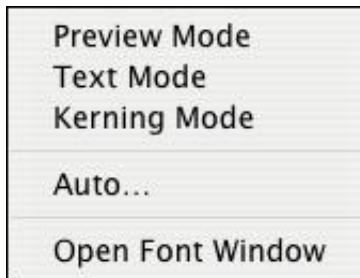 Preview Mode
Text Mode
Kerning Mode
Auto...
Open Font Window